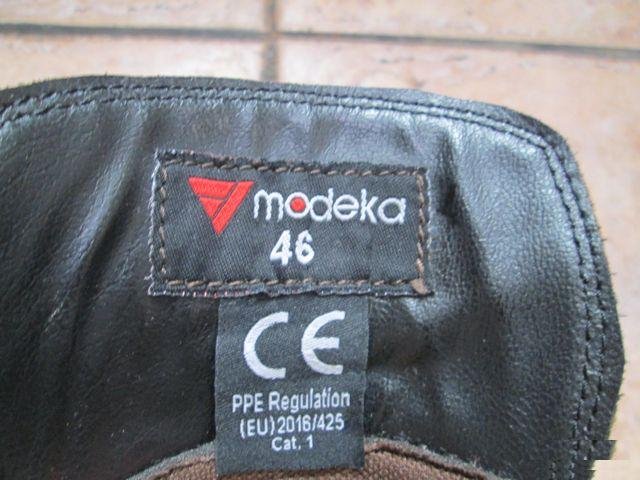 modeka
46
CE
PPE Regulation
(EU)2016/425
Cat. 1